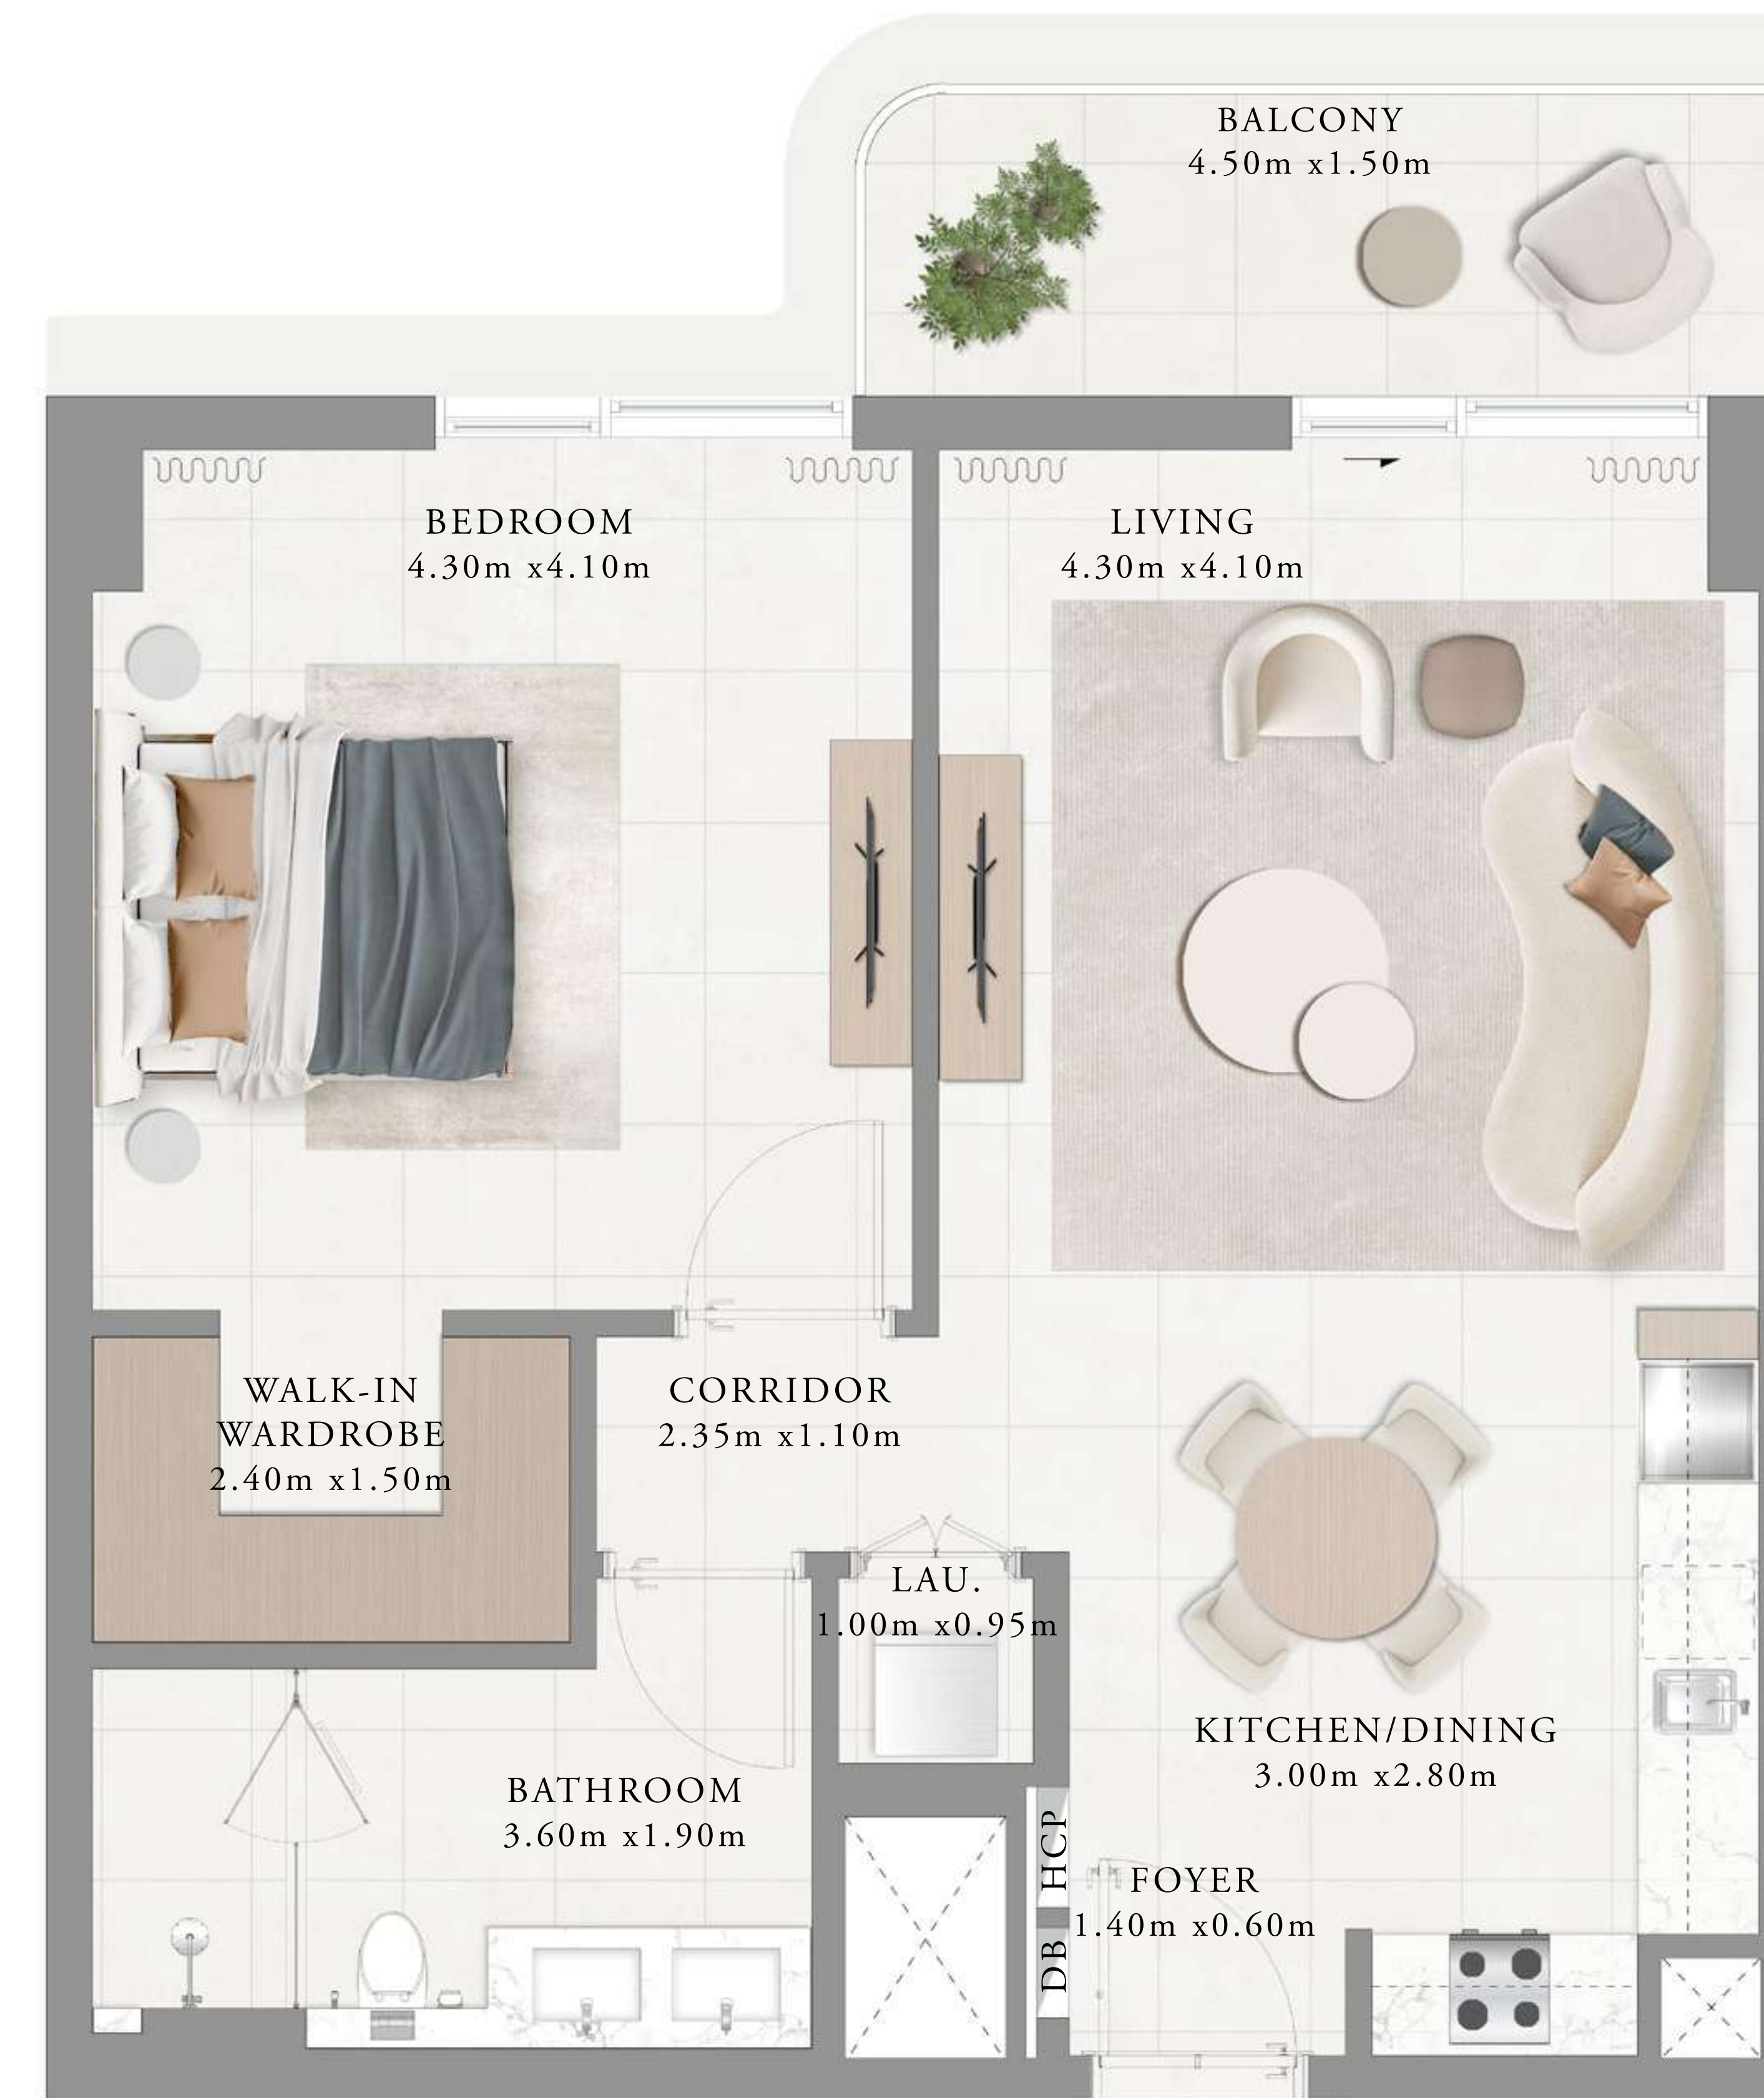 BALCONY
4.50m x1.50m
BEDROOM
4.30m x4.10m
LIVING
4.30m x4.10m
WALK-IN
WARDROBE
2.40m x1.50m
CORRIDOR
2.35m x1.10m
LAU.
1.00m x0.95m
KITCHEN/DINING
3.00m x2.80m
BATHROOM
3.60m x1.90m
HCP
DB
FOYER
1.40m x0.60m